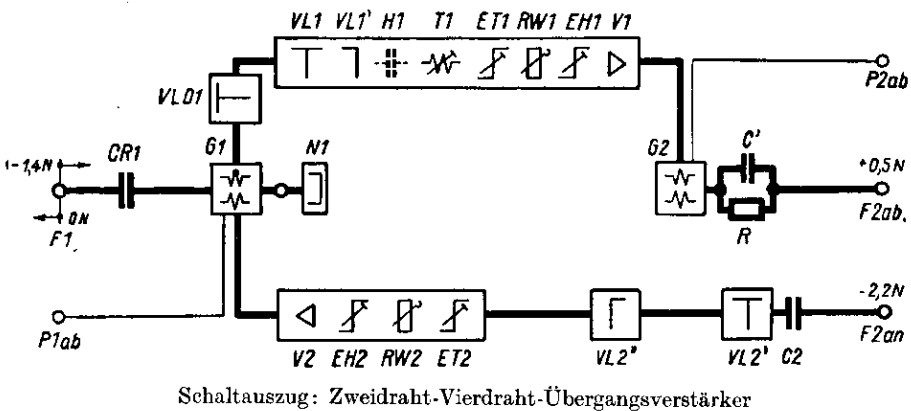 VL1 VL1' H1 T1 ET1 RW1 EH1 V1
P2ab
VL01
G1 N1 G2 C'
CR1
-1,4N +0,5N
0N
F1 R F2ab
-2,2N
P1ab F2an
V2 EH2 RW2 ET2 VL2" VL2' C2
Schaltauszug: Zweidraht-Vierdraht-Übergangsverstärker